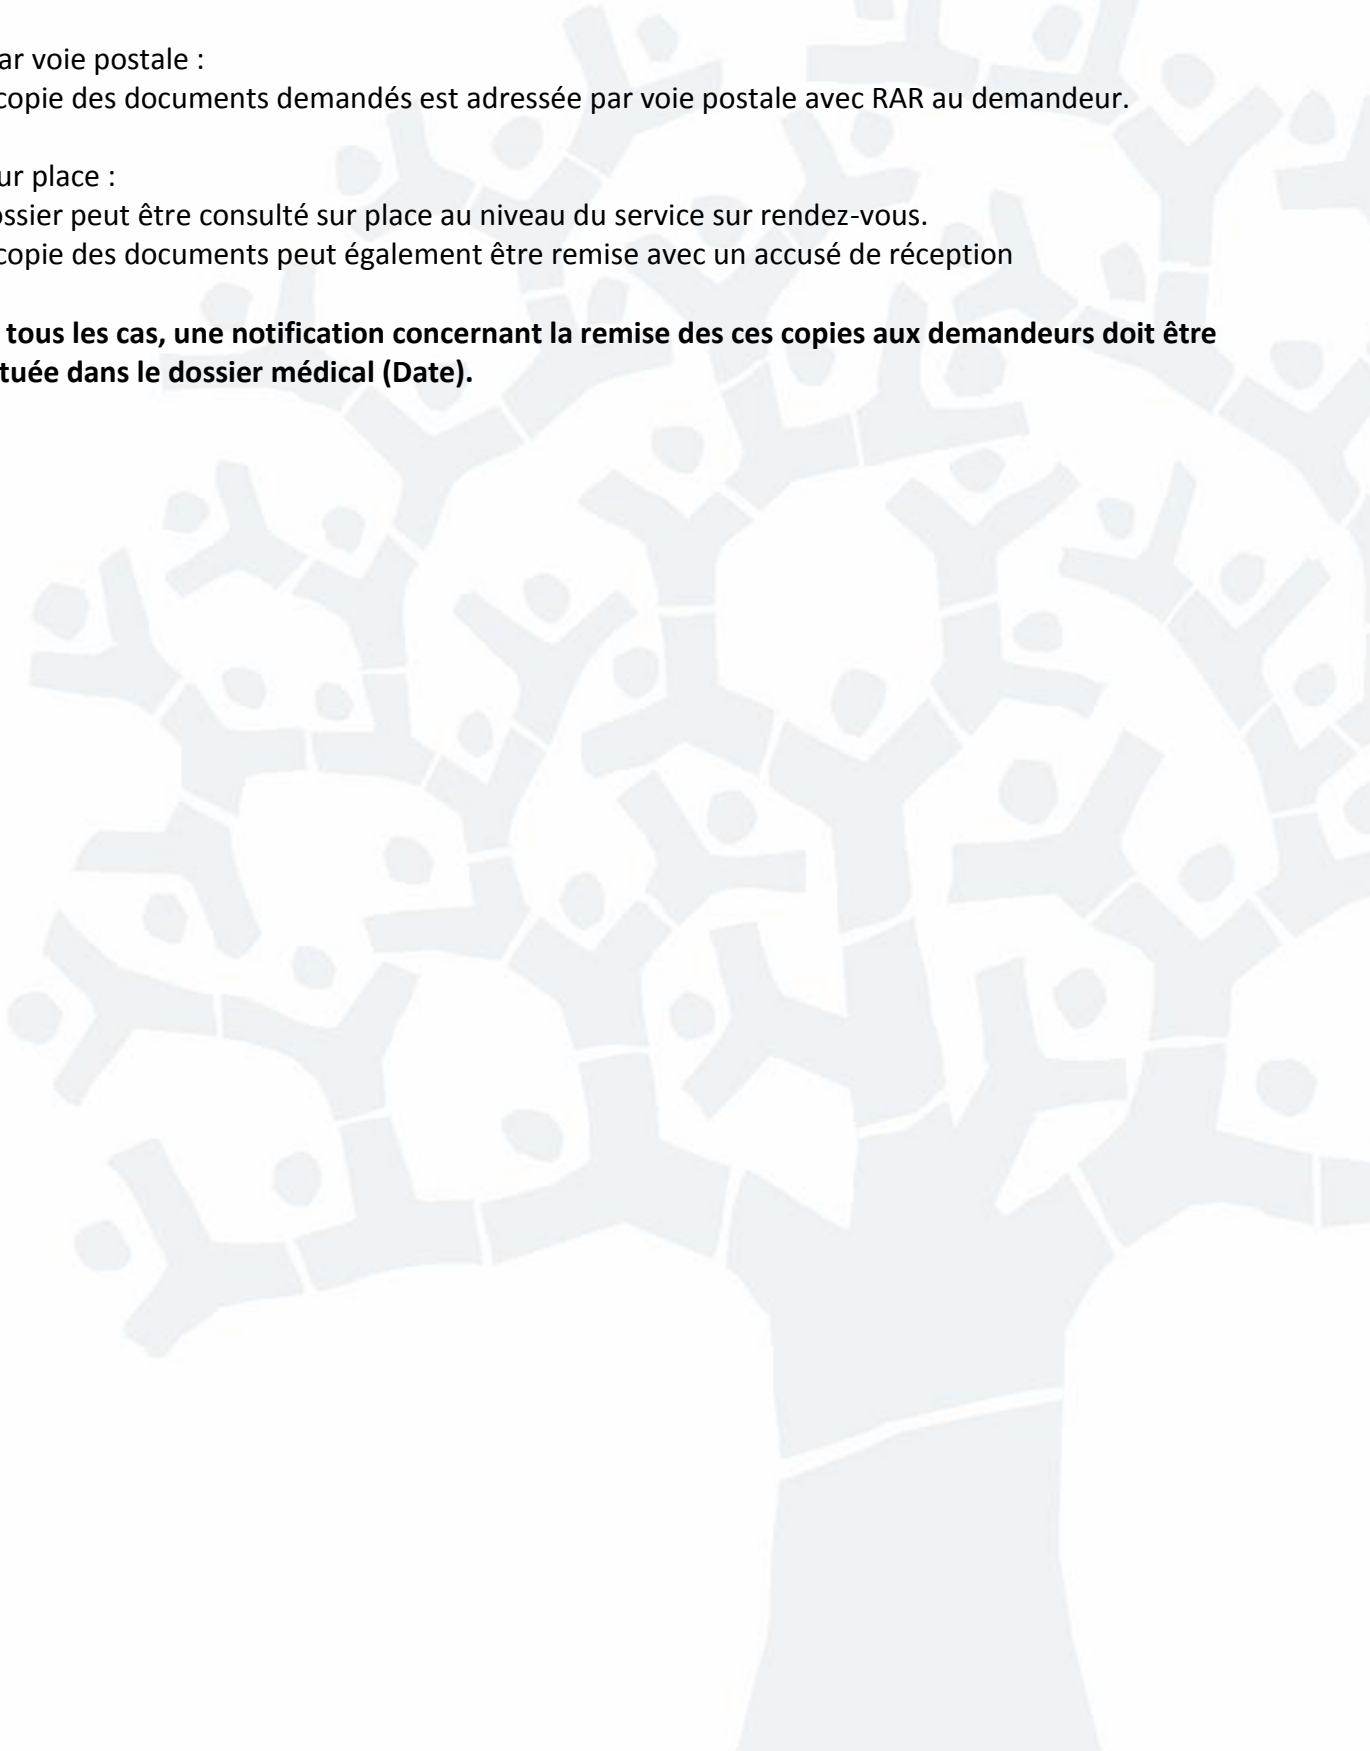 ar voie postale :
copie des documents demandés est adressée par voie postale avec RAR au demandeur.
ur place :
ossier peut être consulté sur place au niveau du service sur rendez-vous.
copie des documents peut également être remise avec un accusé de réception
tous les cas, une notification concernant la remise des ces copies aux demandeurs doit être
tuée dans le dossier médical (Date).